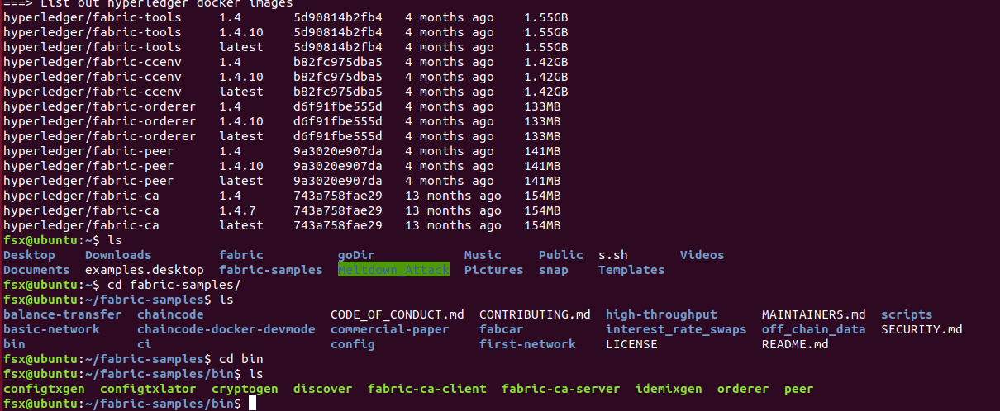 ===> List out hyperledger docker images
hyperledger/fabric-tools 1.4 5d90814b2fb4 4 months ago 1.55GB
hyperledger/fabric-tools 1.4.10 5d90814b2fb4 4 months ago 1.55GB
hyperledger/fabric-tools latest 5d90814b2fb4 4 months ago 1.55GB
hyperledger/fabric-ccenv 1.4 b82fc975dba5 4 months ago 1.42GB
hyperledger/fabric-ccenv 1.4.10 b82fc975dba5 4 months ago 1.42GB
hyperledger/fabric-ccenv latest b82fc975dba5 4 months ago 1.42GB
hyperledger/fabric-orderer 1.4 d6f91fbe555d 4 months ago 133MB
hyperledger/fabric-orderer 1.4.10 d6f91fbe555d 4 months ago 133MB
hyperledger/fabric-orderer latest d6f91fbe555d 4 months ago 133MB
hyperledger/fabric-peer 1.4 9a3020e907da 4 months ago 141MB
hyperledger/fabric-peer 1.4.10 9a3020e907da 4 months ago 141MB
hyperledger/fabric-peer latest 9a3020e907da 4 months ago 141MB
hyperledger/fabric-ca 1.4 743a758fae29 13 months ago 154MB
hyperledger/fabric-ca 1.4.7 743a758fae29 13 months ago 154MB
hyperledger/fabric-ca latest 743a758fae29 13 months ago 154MB
fsx@ubuntu:~$ ls
Desktop Downloads fabric goDir Music Public s.sh Videos
Documents examples.desktop fabric-samples Meltdown_Attack Pictures snap Templates
fsx@ubuntu:~$ cd fabric-samples/
fsx@ubuntu:~/fabric-samples$ ls
balance-transfer chaincode CODE_OF_CONDUCT.md CONTRIBUTING.md high-throughput MAINTAINERS.md scripts
basic-network chaincode-docker-devmode commercial-paper fabcar interest_rate_swaps off_chain_data SECURITY.md
bin ci config first-network LICENSE README.md
fsx@ubuntu:~/fabric-samples$ cd bin
fsx@ubuntu:~/fabric-samples/bin$ ls
configtxgen configtxlator cryptogen discover fabric-ca-client fabric-ca-server idemixgen orderer peer
fsx@ubuntu:~/fabric-samples/bin$